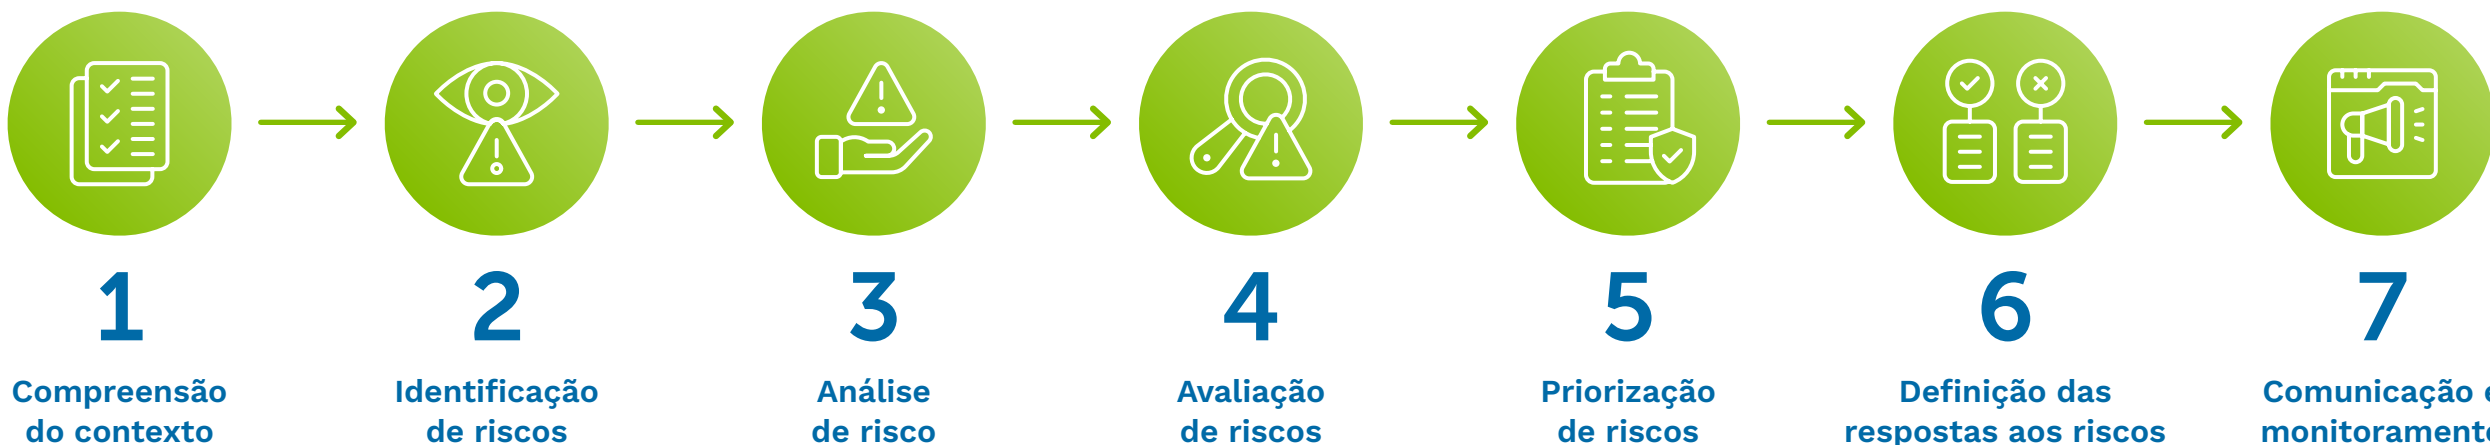 1
Compreensão
do contexto
2
Identificação
de riscos
3
Análise
de risco
4
Avaliação
de riscos
5
Priorização
de riscos
6
Definição das
respostas aos riscos
7
Comunicação e
monitoramento